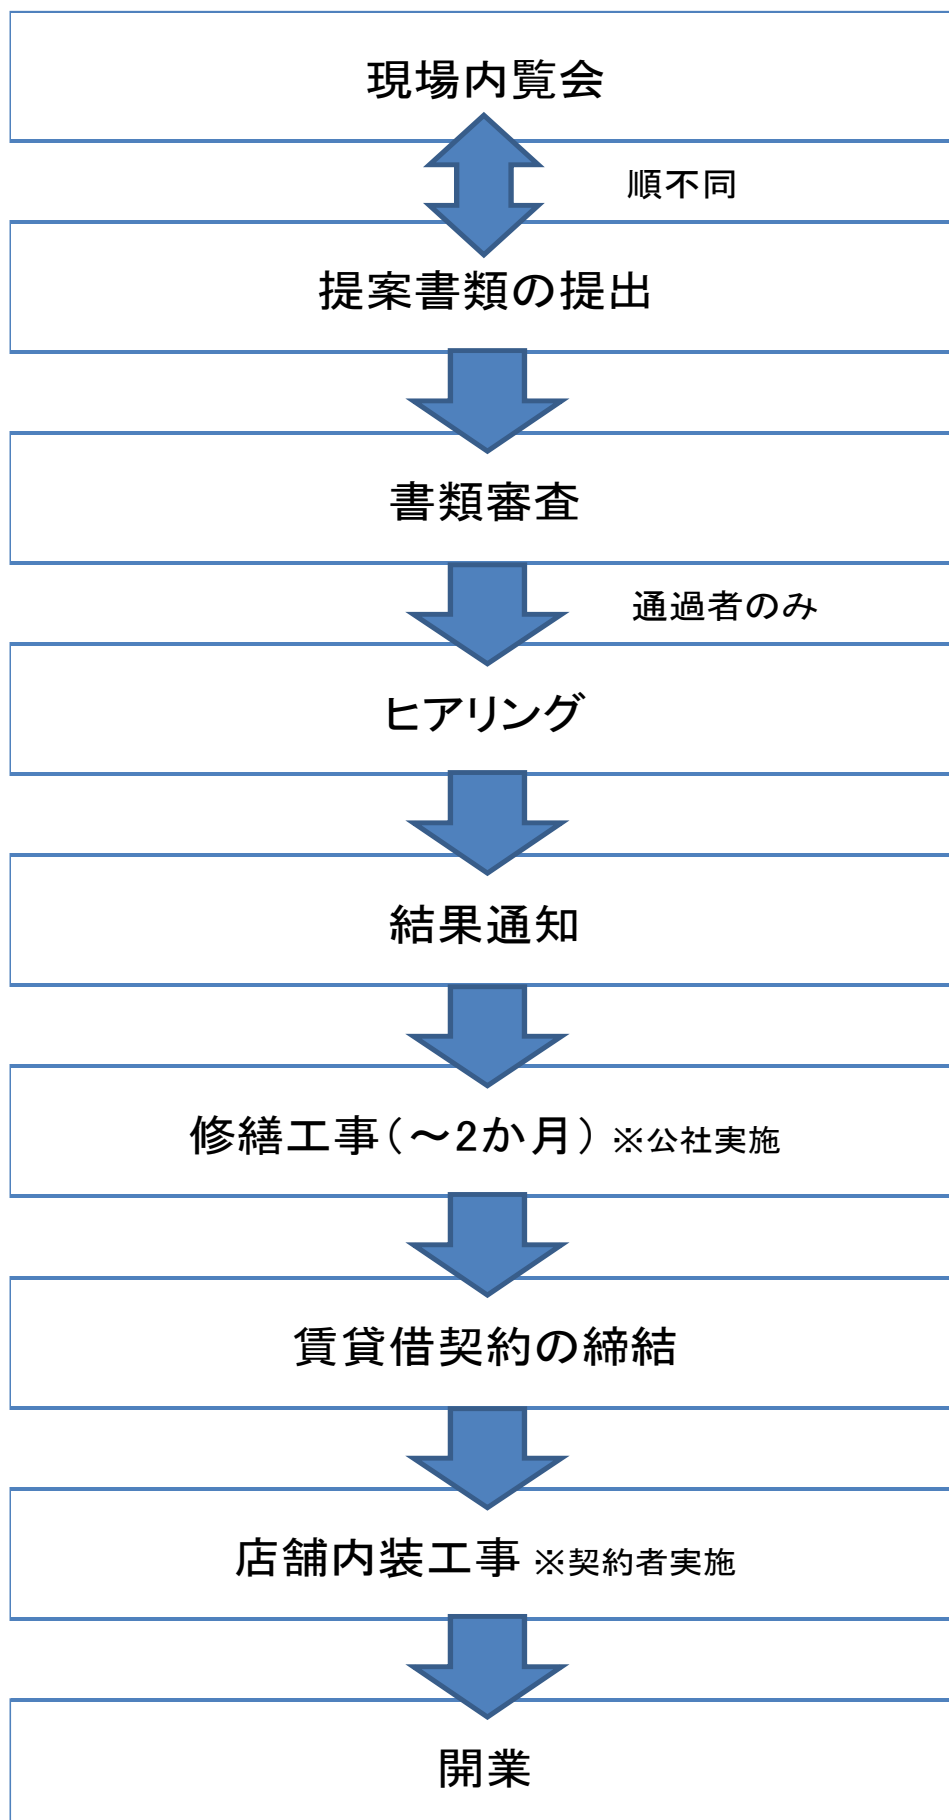 現場内覧会
順不同
提案書類の提出
書類審査
通過者のみ
ヒアリング
結果通知
修繕工事（～2か月）※公社実施
賃貸借契約の締結
店舗内装工事 ※契約者実施
開業